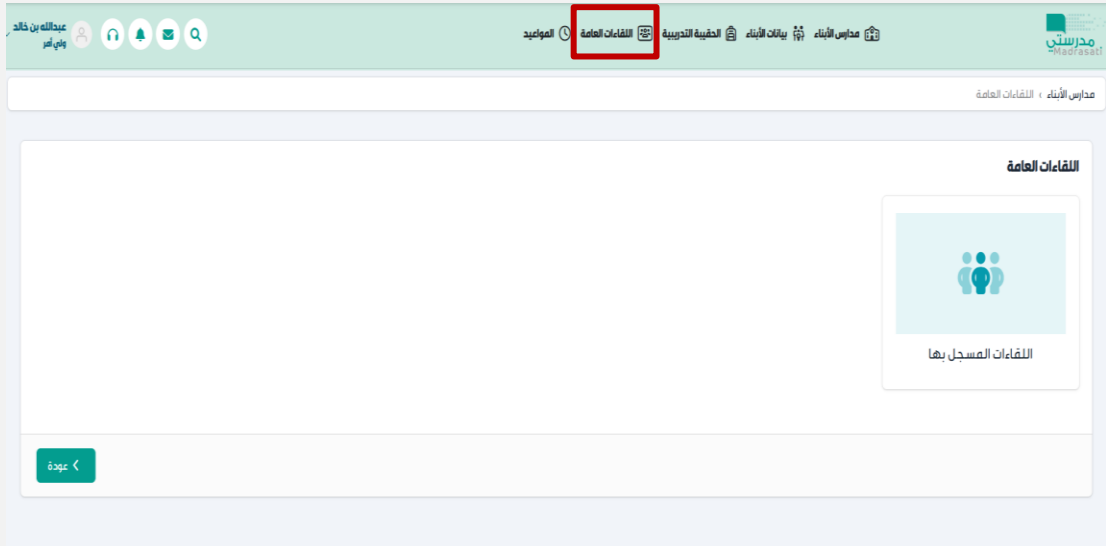 مدرستي
Madrasati
مدارس الأبناء
بيانات الأبناء
الحقيبة التدريبية
اللقاءات العامة
المواعيد
عبدالله بن خالد
ولي أمر
مدارس الأبناء › اللقاءات العامة
اللقاءات العامة
اللقاءات المسجل بها
عودة